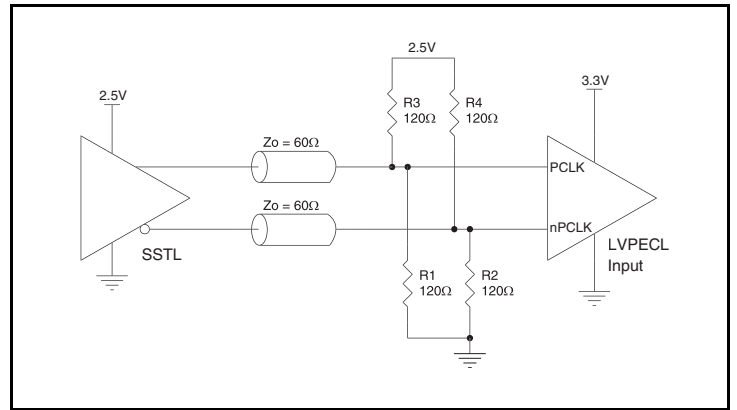 2.5V
3.3V
2.5V
R3
120Ω
R4
120Ω
Zo = 60Ω
PCLK
Zo = 60Ω
nPCLK
SSTL
LVPECL
Input
R1
120Ω
R2
120Ω